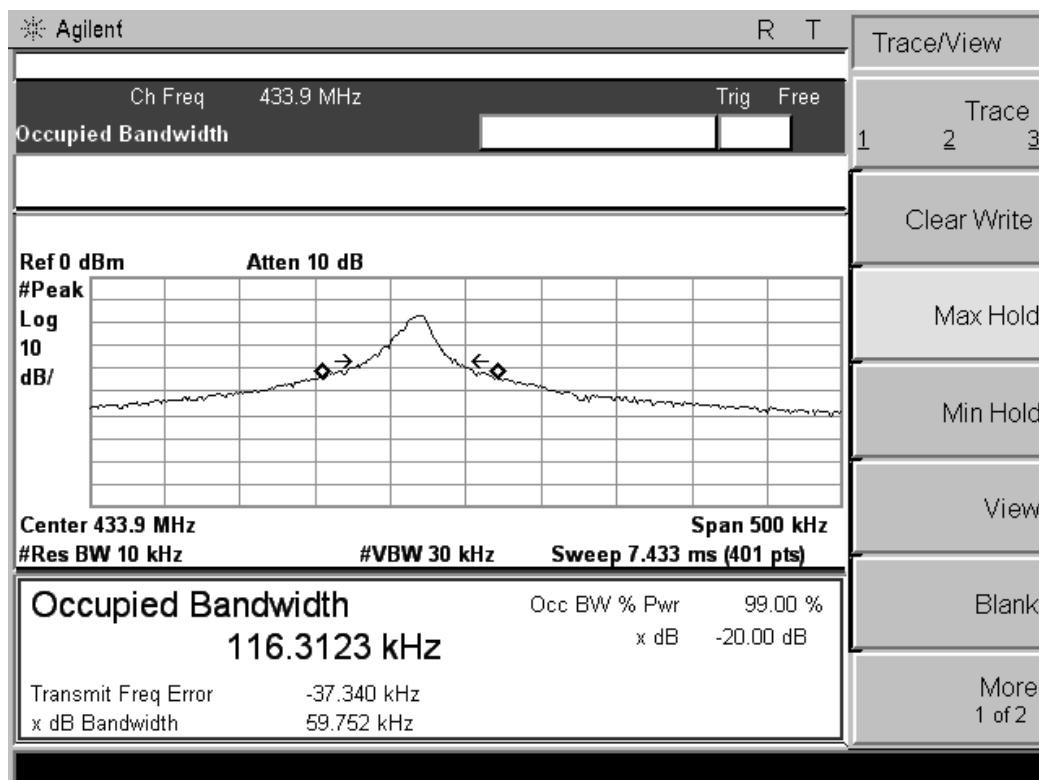 Agilent R T
Ch Freq 433.9 MHz Trig Free
Occupied Bandwidth
Ref 0 dBm Atten 10 dB
#Peak
Log
10
dB/
Center 433.9 MHz Span 500 kHz
#Res BW 10 kHz #VBW 30 kHz Sweep 7.433 ms (401 pts)
Occupied Bandwidth
116.3123 kHz
Occ BW % Pwr 99.00 %
x dB -20.00 dB
Transmit Freq Error -37.340 kHz
x dB Bandwidth 59.752 kHz
Trace/View
Trace
1 2 3
Clear Write
Max Hold
Min Hold
View
Blank
More
1 of 2